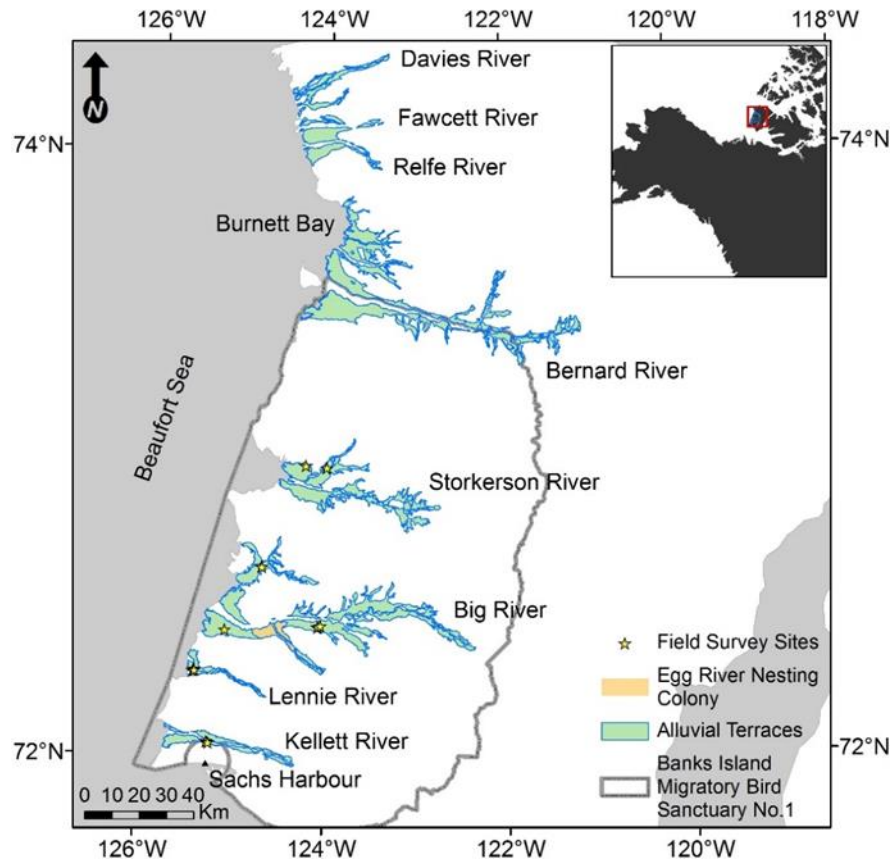 126°W 124°W 122°W 120°W 118°W
Davies River
N
Fawcett River
74°N
74°N
Relfe River
Burnett Bay
Bernard River
Beaufort Sea
Storkerson River
Big River
Field Survey Sites
Egg River Nesting
Colony
Lennie River
Alluvial Terraces
Kellett River
72°N
72°N
Banks Island
Migratory Bird
Sanctuary No.1
Sachs Harbour
0 10 20 30 40
Km
126°W 124°W 122°W 120°W